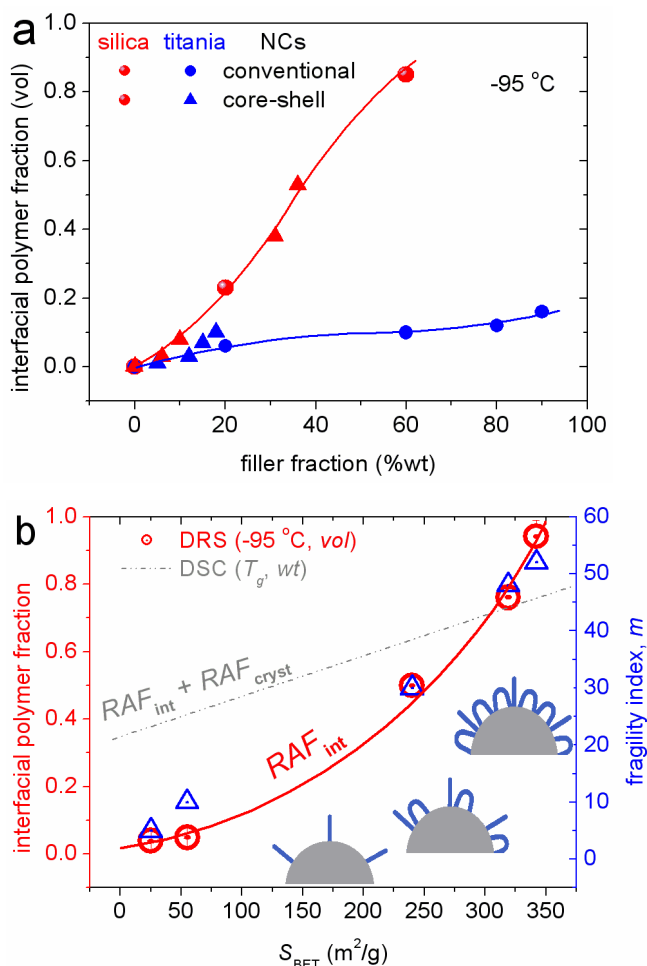 a
silica titania NCs
conventional
core-shell
-95 °C
interfacial polymer fraction (vol)
1.0
0.8
0.6
0.4
0.2
0.0
0 20 40 60 80 100
filler fraction (%wt)
b
DRS (-95 °C, vol)
DSC (Tg, wt)
RAFint + RAFcryst
RAFint
interfacial polymer fraction
1.0
0.8
0.6
0.4
0.2
0.0
fragility index, m
60
50
40
30
20
10
0
0 50 100 150 200 250 300 350
SBET (m²/g)